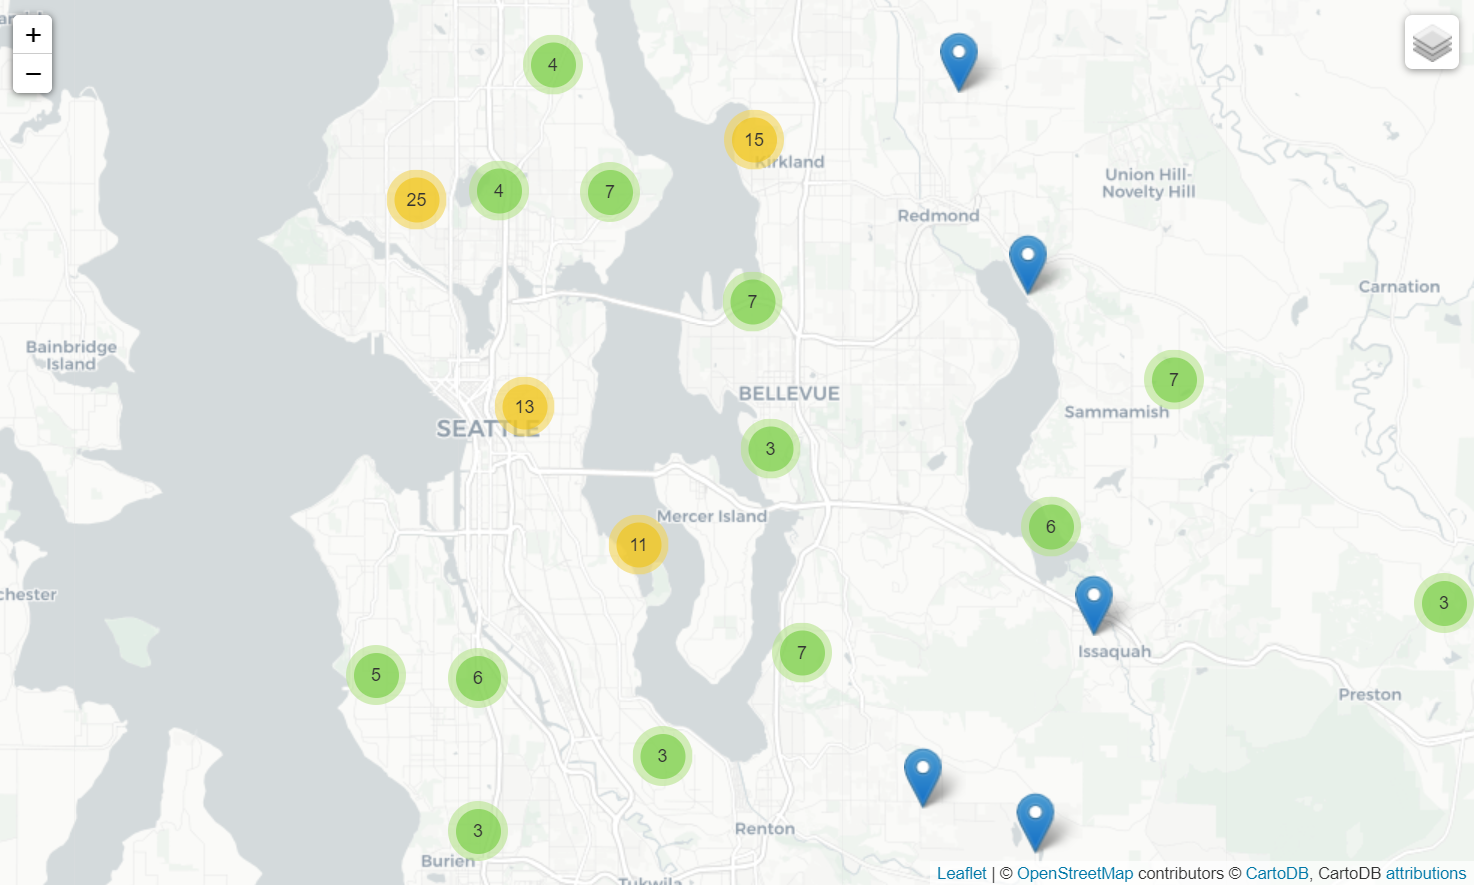 +
−
4
15
Kirkland
25
4
7
Union Hill-
Novelty Hill
Redmond
7
Carnation
Bainbridge
Island
7
BELLEVUE
13
SEATTLE
Sammamish
3
Mercer Island
6
11
chester
3
Issaquah
7
5
6
Preston
3
Renton
3
Burien
Tukwila
Leaflet | © OpenStreetMap contributors © CartoDB, CartoDB attributions